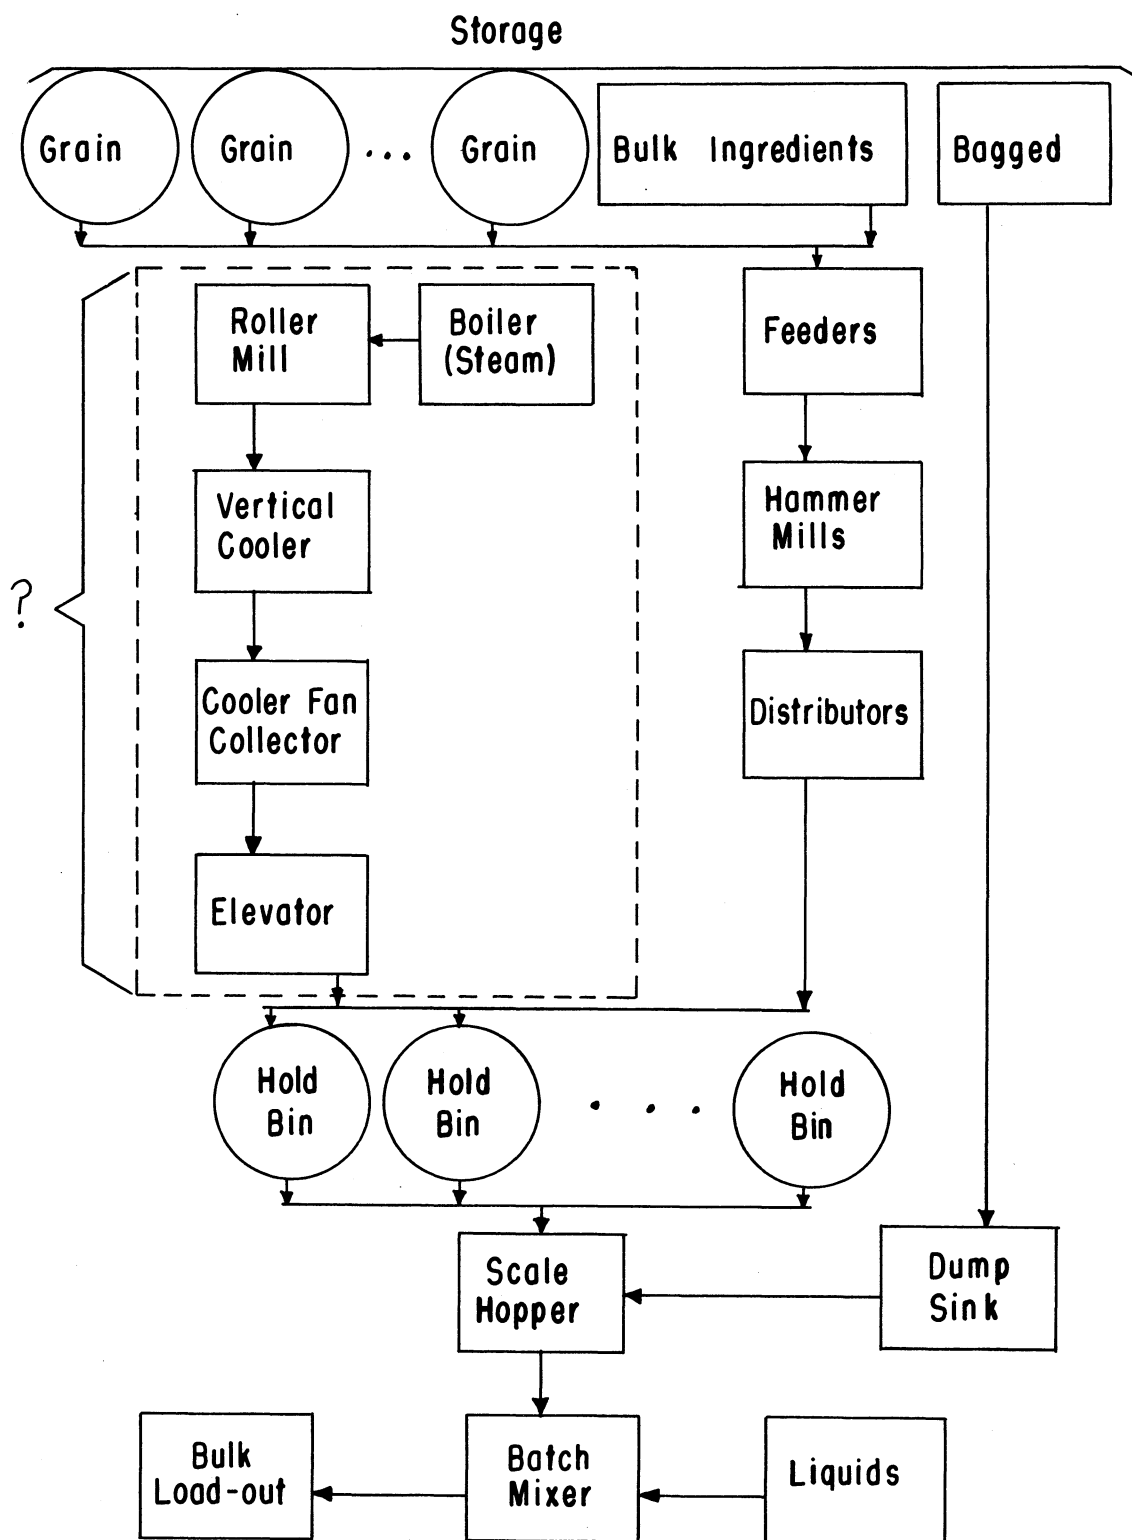 Storage
Grain
Grain
...
Grain
Bulk Ingredients
Bagged
Roller
Mill
Boiler
(Steam)
Feeders
Vertical
Cooler
Hammer
Mills
?
Cooler Fan
Collector
Distributors
Elevator
Hold
Bin
Hold
Bin
. . .
Hold
Bin
Scale
Hopper
Dump
Sink
Bulk
Load-out
Batch
Mixer
Liquids